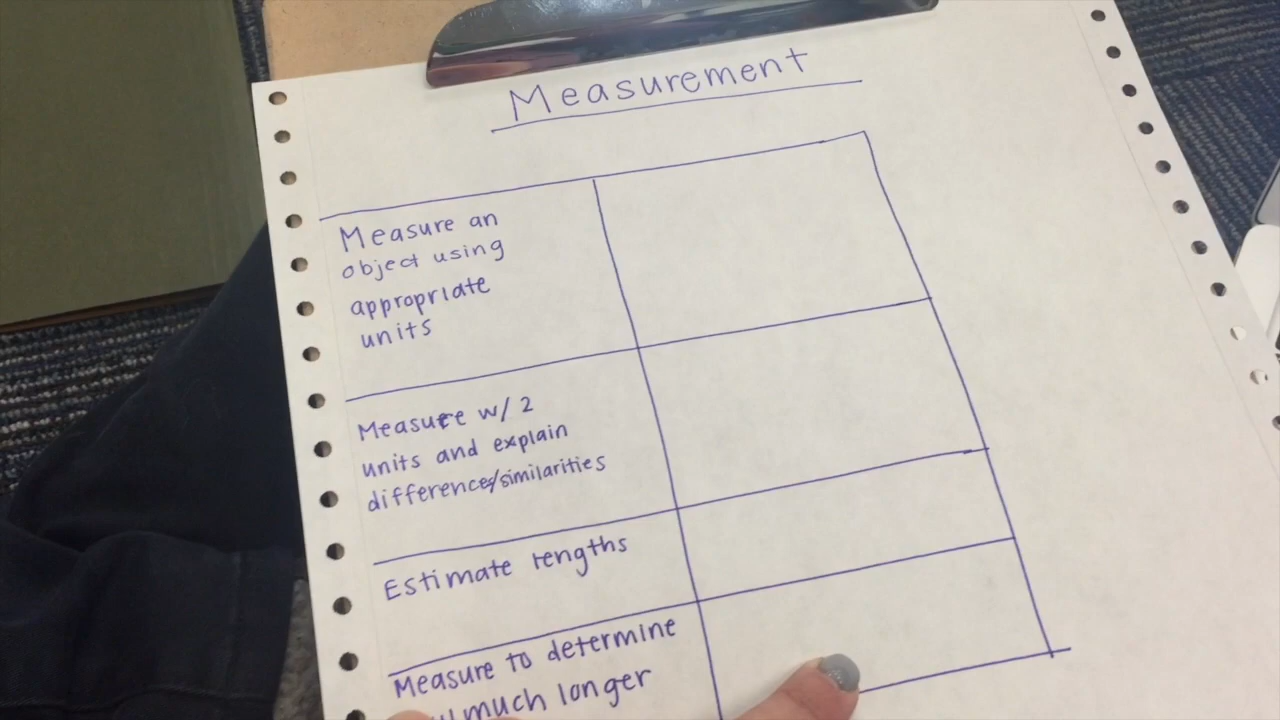 Measurement
Measure an
object using
appropriate
units
Measure w/ 2
units and explain
differences/similarities
Estimate lengths
Measure to determine
much longer